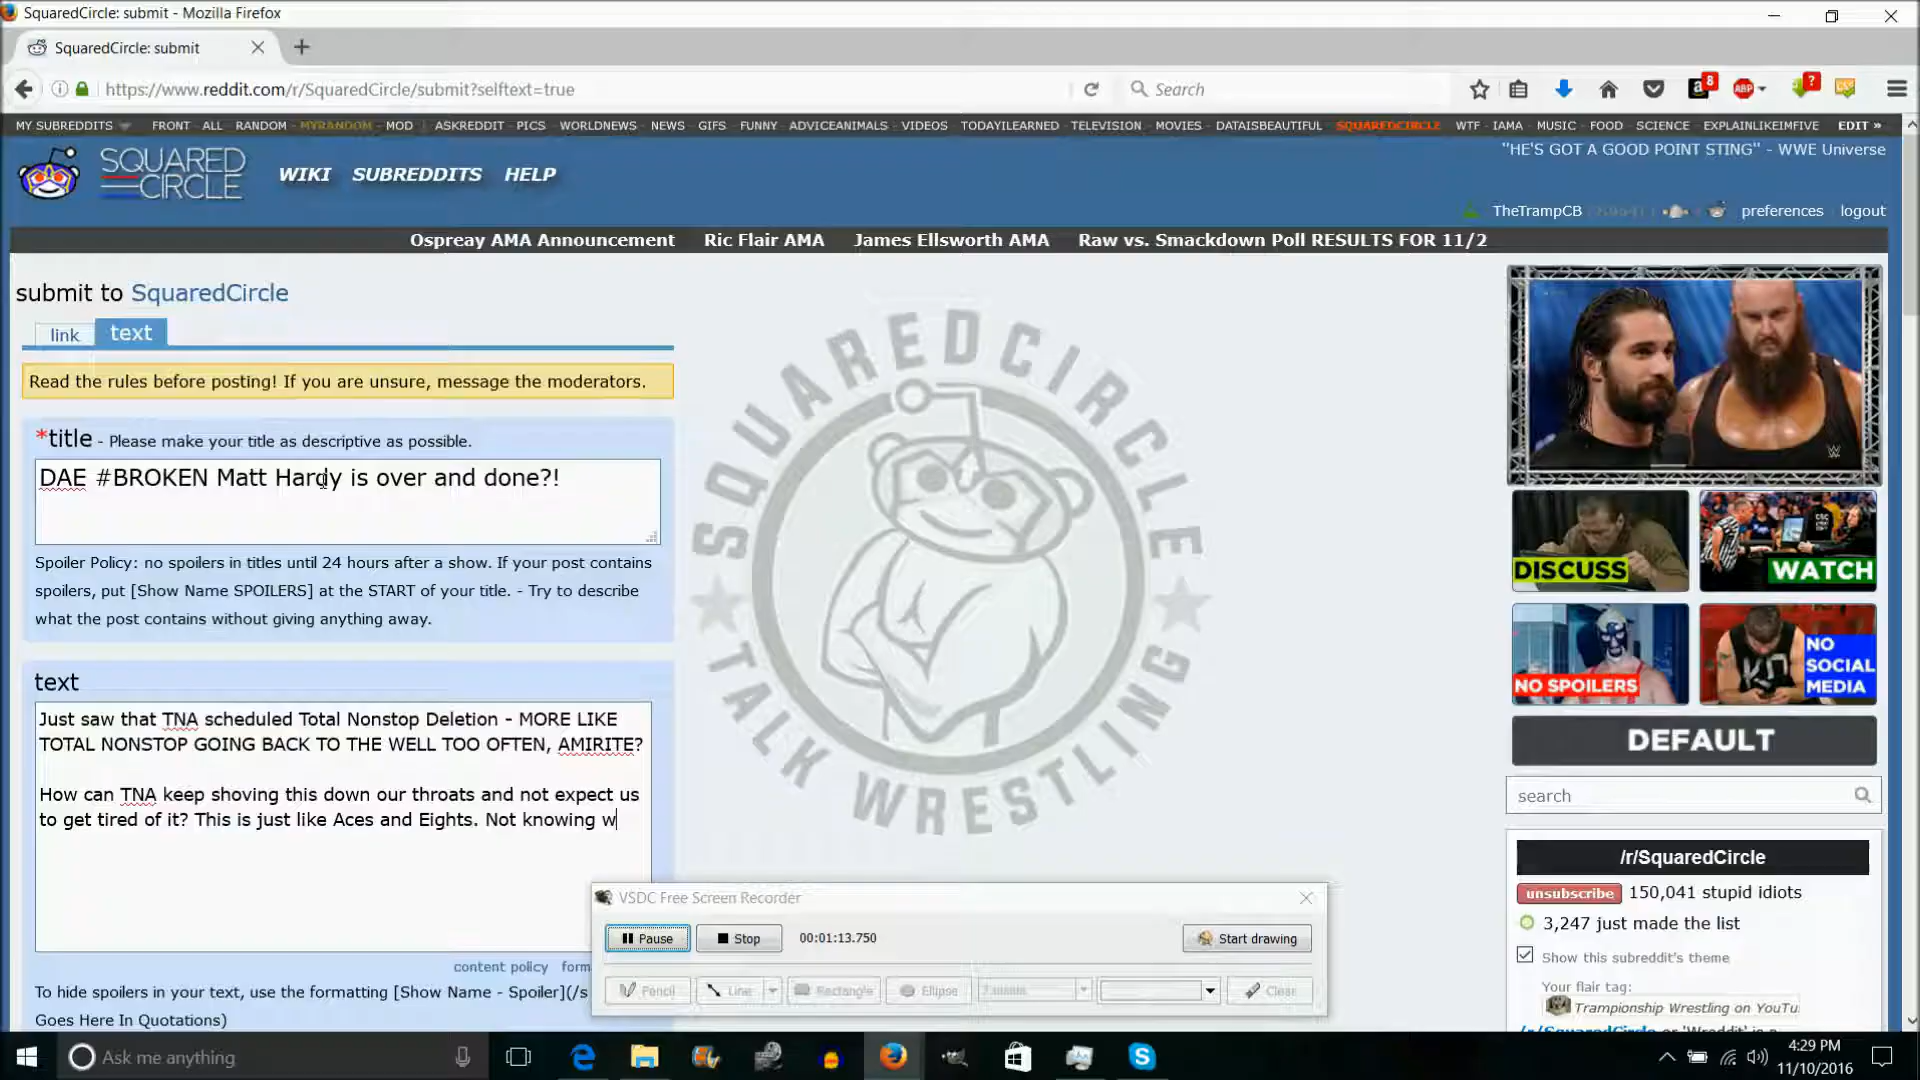 SquaredCircle: submit - Mozilla Firefox
SquaredCircle: submit
https://www.reddit.com/r/SquaredCircle/submit?selftext=true
Search
8
ABP
?
MY SUBREDDITS FRONT - ALL - RANDOM - MYRANDOM - MOD | ASKREDDIT - PICS - WORLDNEWS - NEWS - GIFS - FUNNY - ADVICEANIMALS - VIDEOS - TODAYILEARNED - TELEVISION - MOVIES - DATAISBEAUTIFUL - SQUAREDCIRCLE - WTF - IAMA - MUSIC - FOOD - SCIENCE - EXPLAINLIKEIMFIVE EDIT »
"HE'S GOT A GOOD POINT STING" - WWE Universe
SQUARED CIRCLE
WIKI SUBREDDITS HELP
TheTrampCB preferences logout
Ospreay AMA Announcement Ric Flair AMA James Ellsworth AMA Raw vs. Smackdown Poll RESULTS FOR 11/2
submit to SquaredCircle
link text
Read the rules before posting! If you are unsure, message the moderators.
*title - Please make your title as descriptive as possible.
DAE #BROKEN Matt Hardy is over and done?!
Spoiler Policy: no spoilers in titles until 24 hours after a show. If your post contains
spoilers, put [Show Name SPOILERS] at the START of your title. - Try to describe
what the post contains without giving anything away.
text
Just saw that TNA scheduled Total Nonstop Deletion - MORE LIKE
TOTAL NONSTOP GOING BACK TO THE WELL TOO OFTEN, AMIRITE?
How can TNA keep shoving this down our throats and not expect us
to get tired of it? This is just like Aces and Eights. Not knowing w
content policy form
To hide spoilers in your text, use the formatting [Show Name - Spoiler](/s
Goes Here In Quotations)
SQUAREDCIRCLE
TALK WRESTLING
DISCUSS
WATCH
NO SPOILERS
NO
SOCIAL
MEDIA
DEFAULT
search
/r/SquaredCircle
unsubscribe 150,041 stupid idiots
3,247 just made the list
Show this subreddit's theme
Your flair tag:
Trampionship Wrestling on YouTu
VSDC Free Screen Recorder
Pause Stop 00:01:13.750 Start drawing
Pencil Line Rectangle Ellipse Clear
Ask me anything
4:29 PM
11/10/2016